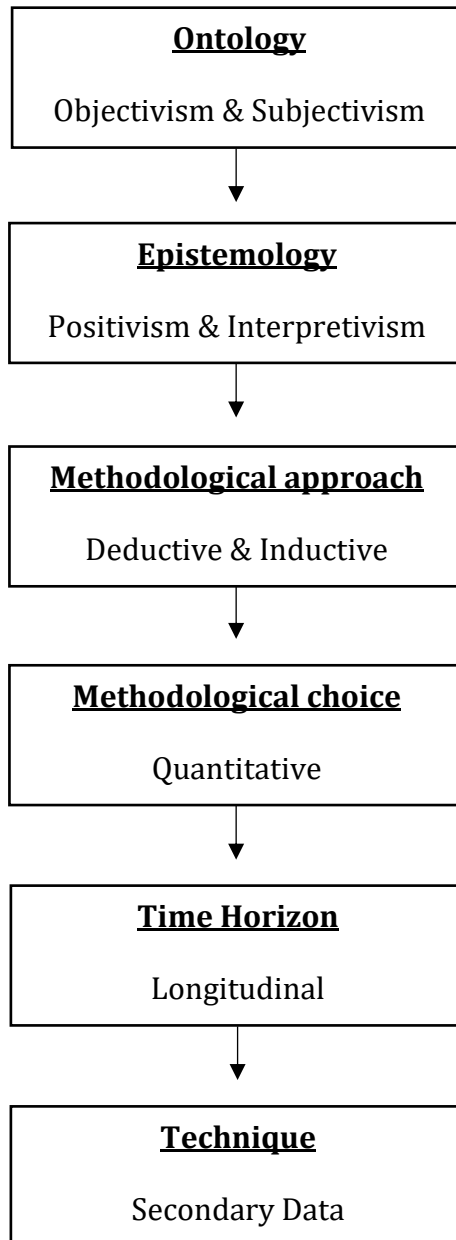 Ontology
Objectivism & Subjectivism
Epistemology
Positivism & Interpretivism
Methodological approach
Deductive & Inductive
Methodological choice
Quantitative
Time Horizon
Longitudinal
Technique
Secondary Data